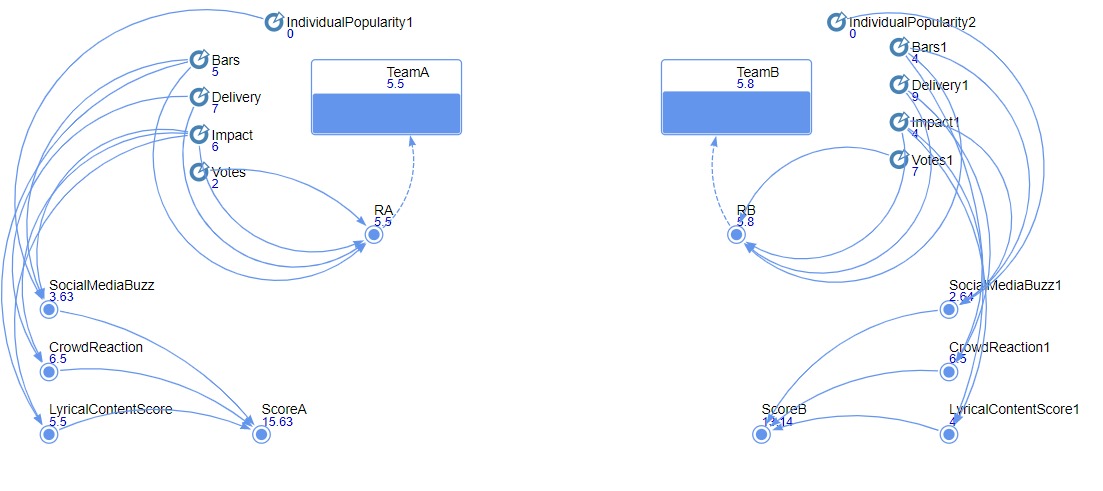 IndividualPopularity1
0
Bars
5
Delivery
7
Impact
6
Votes
2
TeamA
5.5
RA
5.5
SocialMediaBuzz
3.63
CrowdReaction
6.5
LyricalContentScore
5.5
ScoreA
15.63
IndividualPopularity2
0
Bars1
4
Delivery1
9
Impact1
4
Votes1
7
TeamB
5.8
RB
5.8
SocialMediaBuzz1
2.64
CrowdReaction1
6.5
LyricalContentScore1
4
ScoreB
13.14